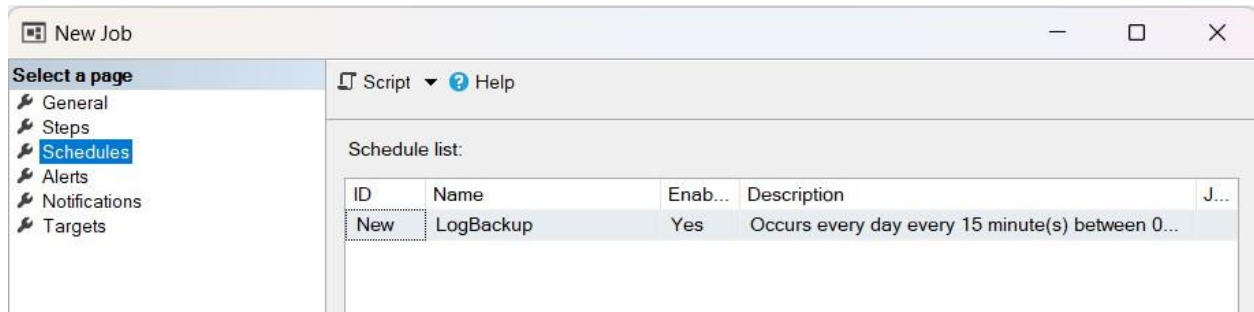 New Job
Select a page
General
Steps
Schedules
Alerts
Notifications
Targets
Script Help
Schedule list:
ID Name Enab... Description J...
New LogBackup Yes Occurs every day every 15 minute(s) between 0...